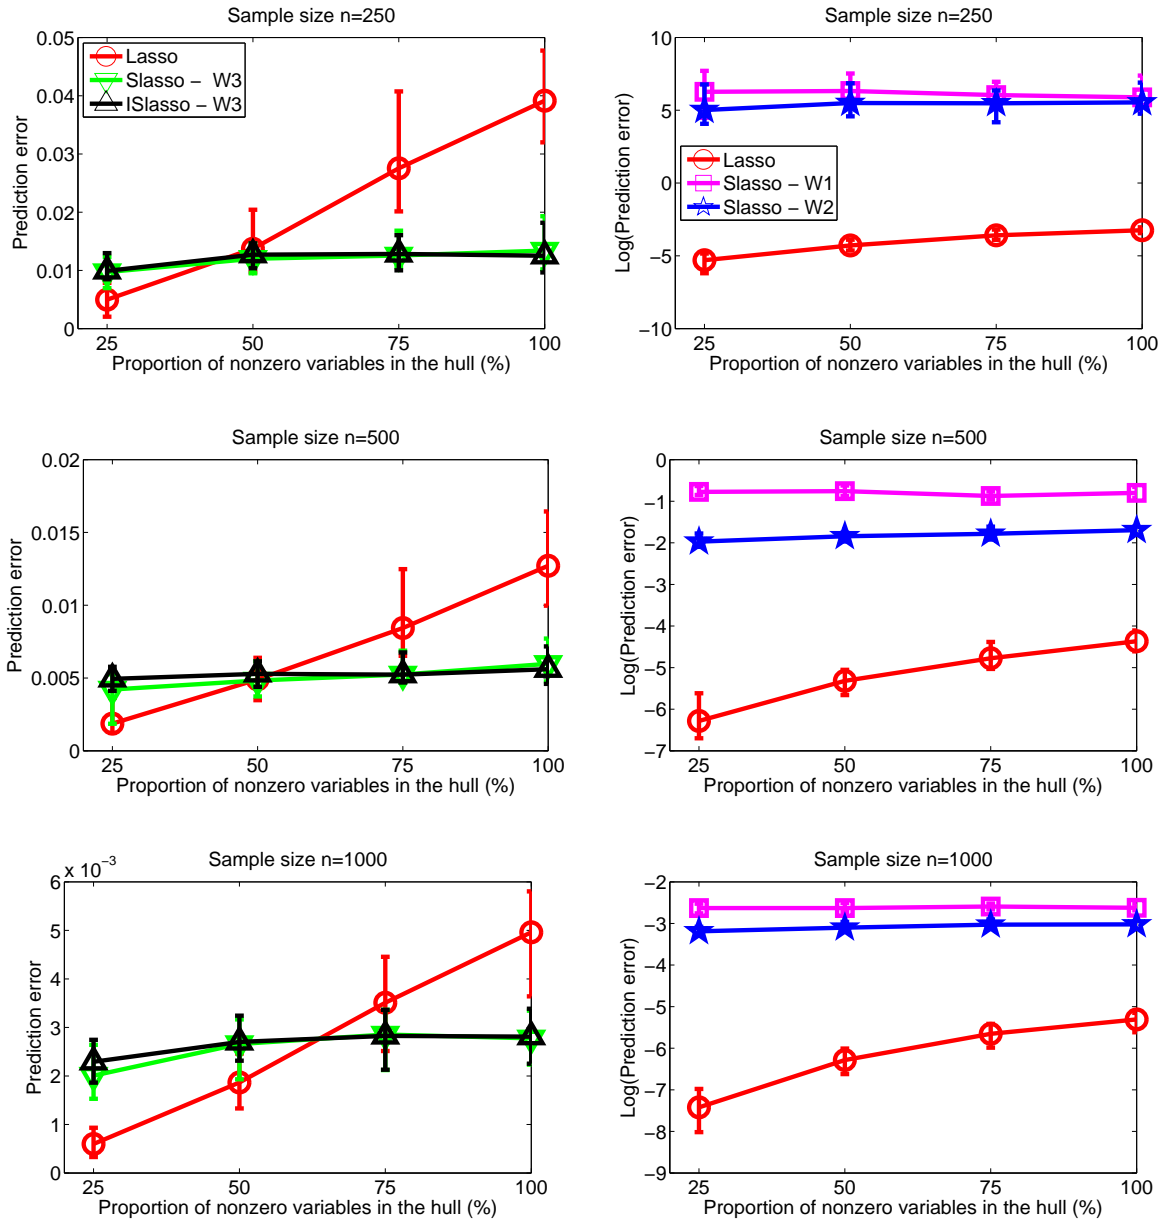 Sample size n=250
Prediction error
0.05
0.04
0.03
0.02
0.01
0
Lasso
Slasso - W3
ISlasso - W3
25 50 75 100
Proportion of nonzero variables in the hull (%)
Sample size n=250
Log(Prediction error)
10
5
0
−5
−10
Lasso
Slasso - W1
Slasso - W2
25 50 75 100
Proportion of nonzero variables in the hull (%)
Sample size n=500
Prediction error
0.02
0.015
0.01
0.005
0
25 50 75 100
Proportion of nonzero variables in the hull (%)
Sample size n=500
Log(Prediction error)
0
−1
−2
−3
−4
−5
−6
−7
25 50 75 100
Proportion of nonzero variables in the hull (%)
Sample size n=1000
x 10⁻³
Prediction error
6
5
4
3
2
1
0
25 50 75 100
Proportion of nonzero variables in the hull (%)
Sample size n=1000
Log(Prediction error)
−2
−3
−4
−5
−6
−7
−8
−9
25 50 75 100
Proportion of nonzero variables in the hull (%)